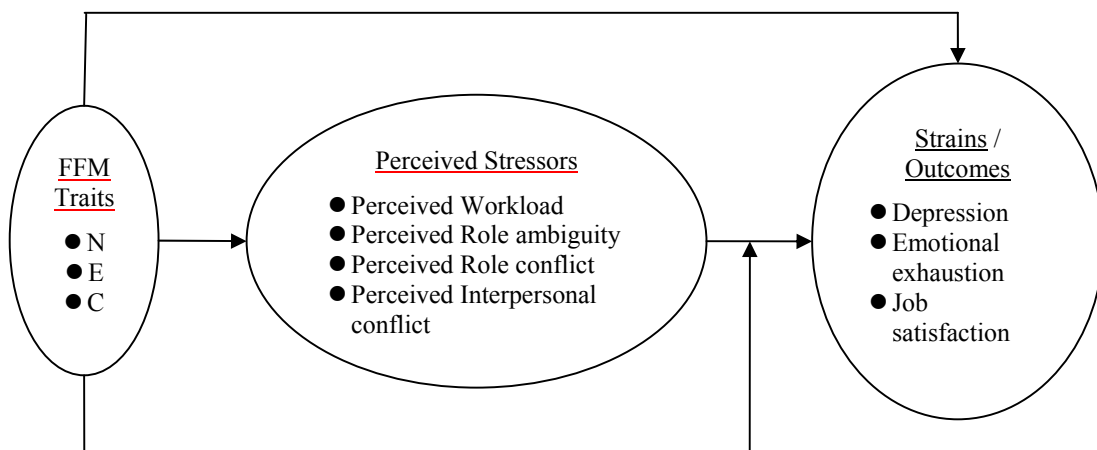 FFM
Traits
● N
● E
● C
Perceived Stressors
● Perceived Workload
● Perceived Role ambiguity
● Perceived Role conflict
● Perceived Interpersonal
conflict
Strains /
Outcomes
● Depression
● Emotional
exhaustion
● Job
satisfaction